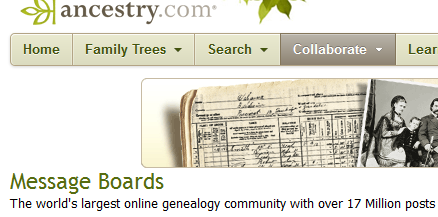 ancestry.com®
Home Family Trees Search Collaborate Lear
Message Boards
The world's largest online genealogy community with over 17 Million posts